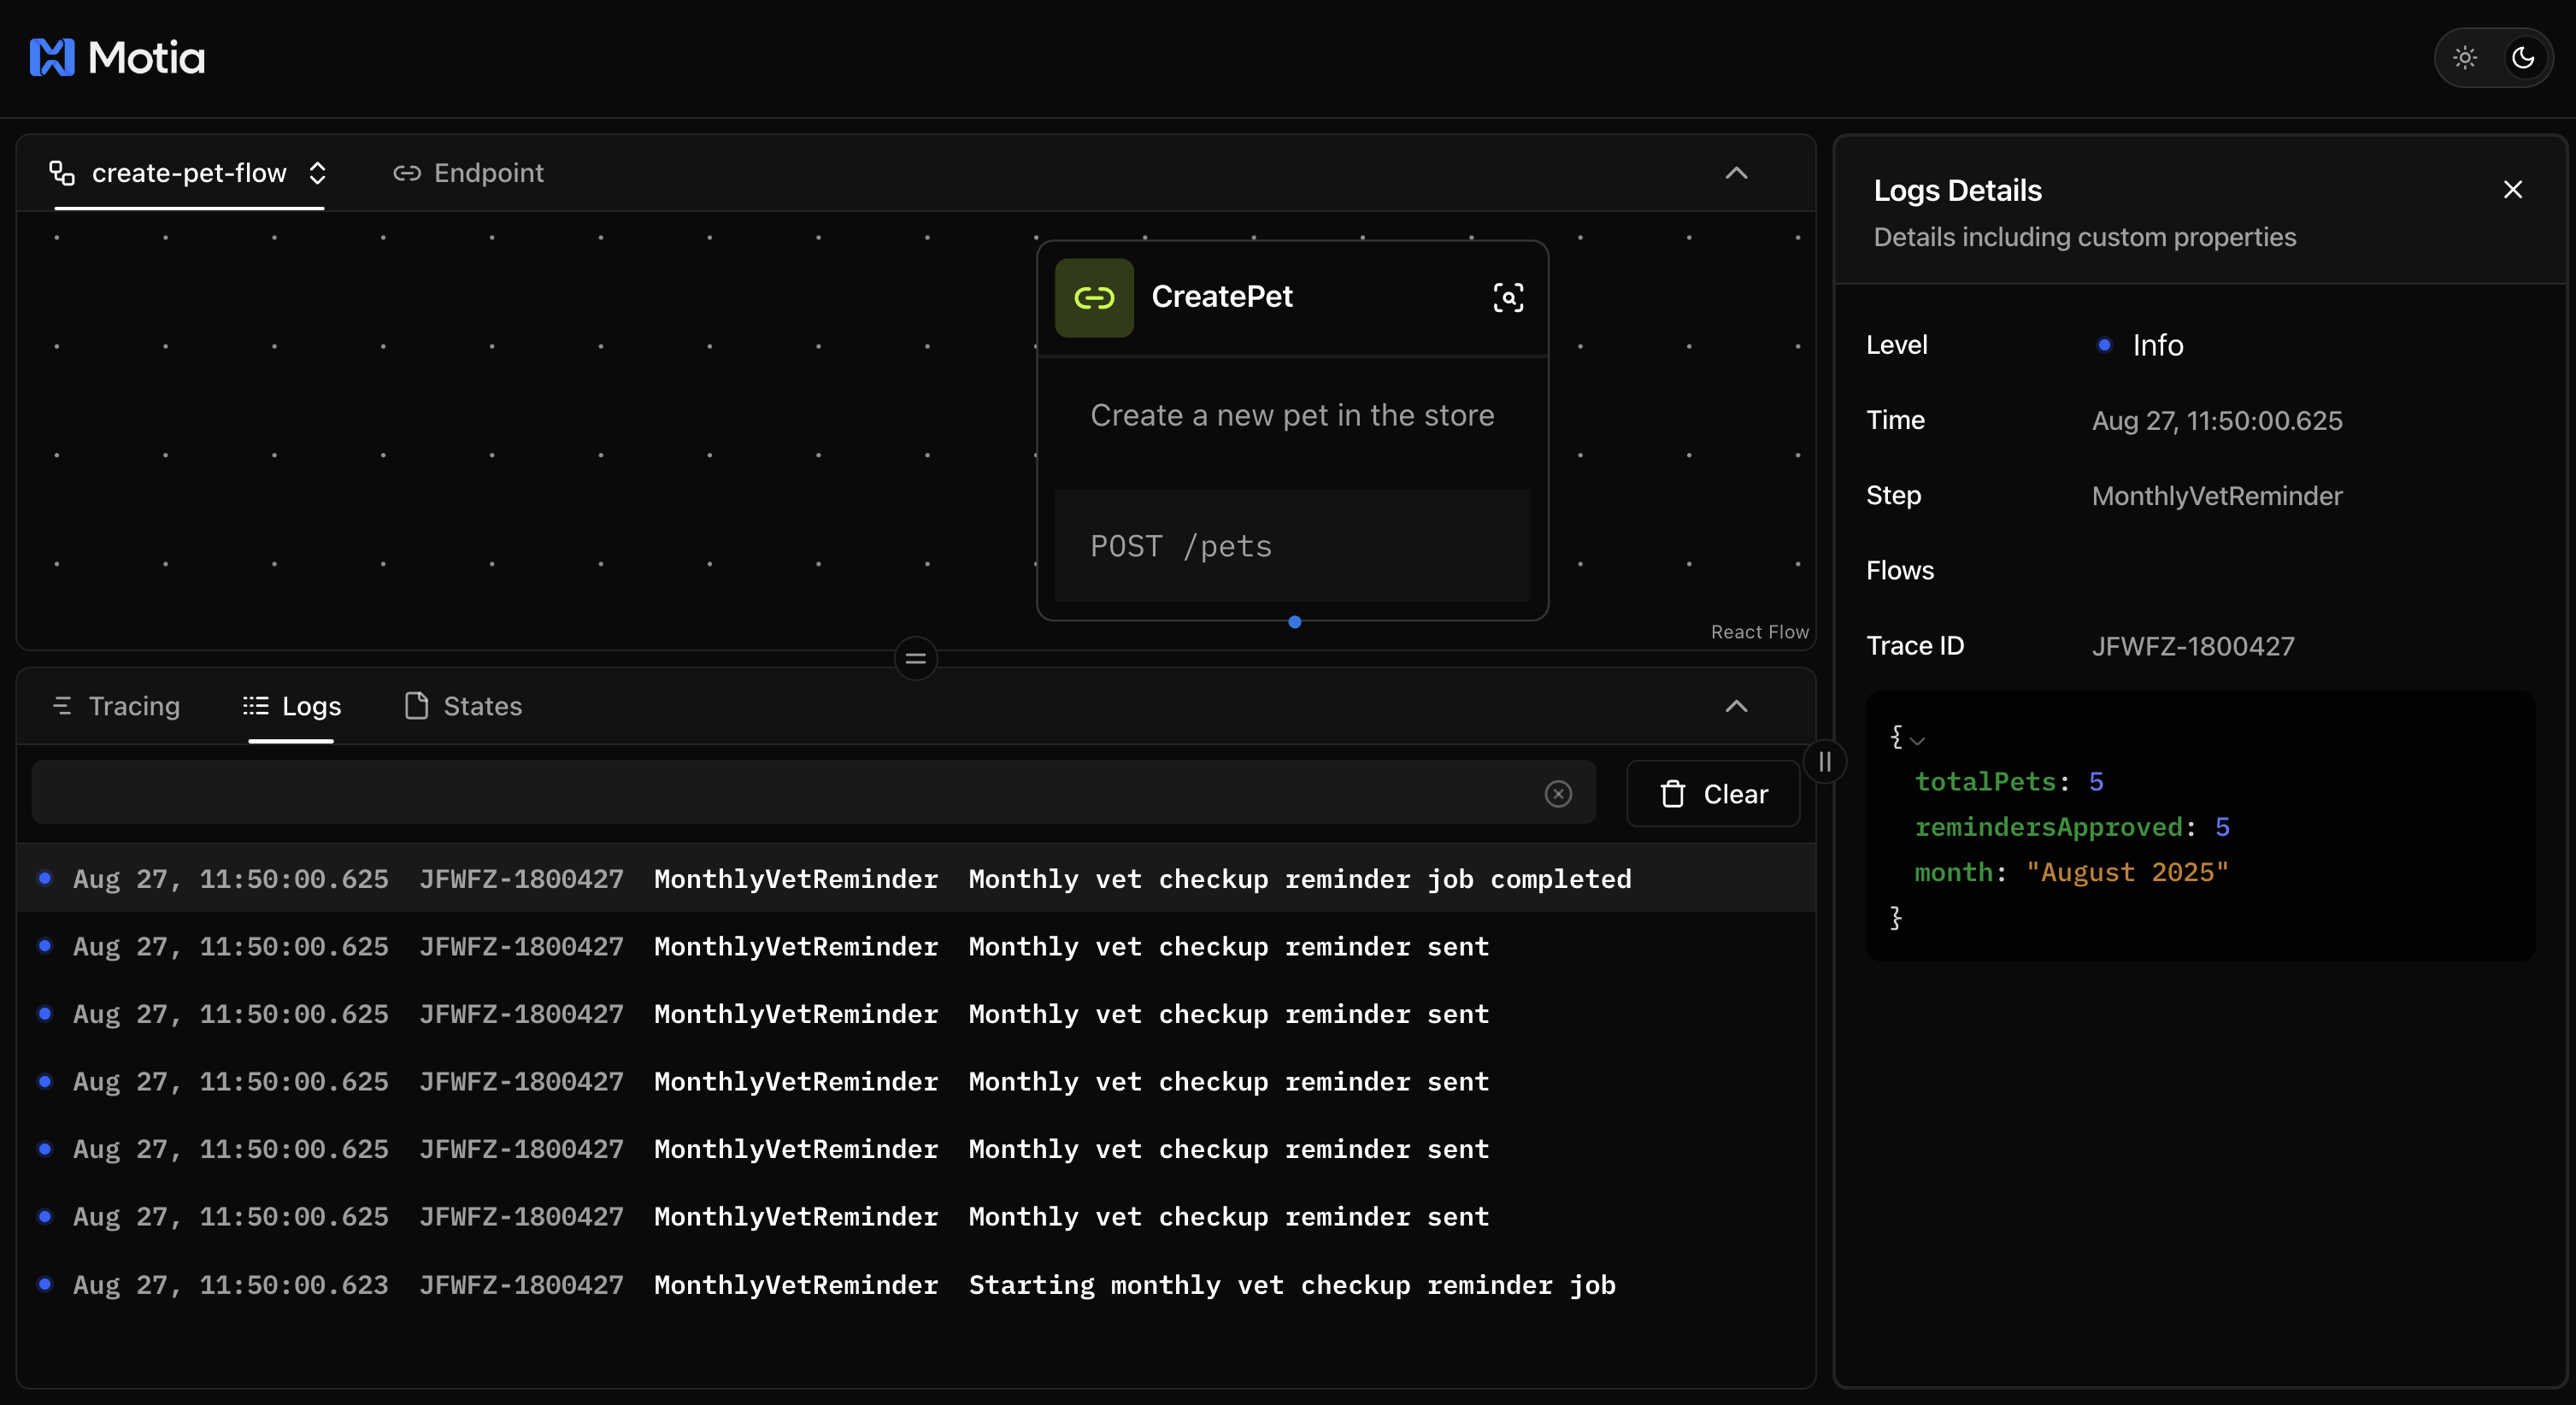 Motia
create-pet-flow
Endpoint
CreatePet
Create a new pet in the store
POST /pets
React Flow
Tracing
Logs
States
Clear
Aug 27, 11:50:00.625 JFWFZ-1800427 MonthlyVetReminder Monthly vet checkup reminder job completed
Aug 27, 11:50:00.625 JFWFZ-1800427 MonthlyVetReminder Monthly vet checkup reminder sent
Aug 27, 11:50:00.625 JFWFZ-1800427 MonthlyVetReminder Monthly vet checkup reminder sent
Aug 27, 11:50:00.625 JFWFZ-1800427 MonthlyVetReminder Monthly vet checkup reminder sent
Aug 27, 11:50:00.625 JFWFZ-1800427 MonthlyVetReminder Monthly vet checkup reminder sent
Aug 27, 11:50:00.625 JFWFZ-1800427 MonthlyVetReminder Monthly vet checkup reminder sent
Aug 27, 11:50:00.623 JFWFZ-1800427 MonthlyVetReminder Starting monthly vet checkup reminder job
Logs Details
Details including custom properties
Level Info
Time Aug 27, 11:50:00.625
Step MonthlyVetReminder
Flows
Trace ID JFWFZ-1800427
{
totalPets: 5
remindersApproved: 5
month: "August 2025"
}